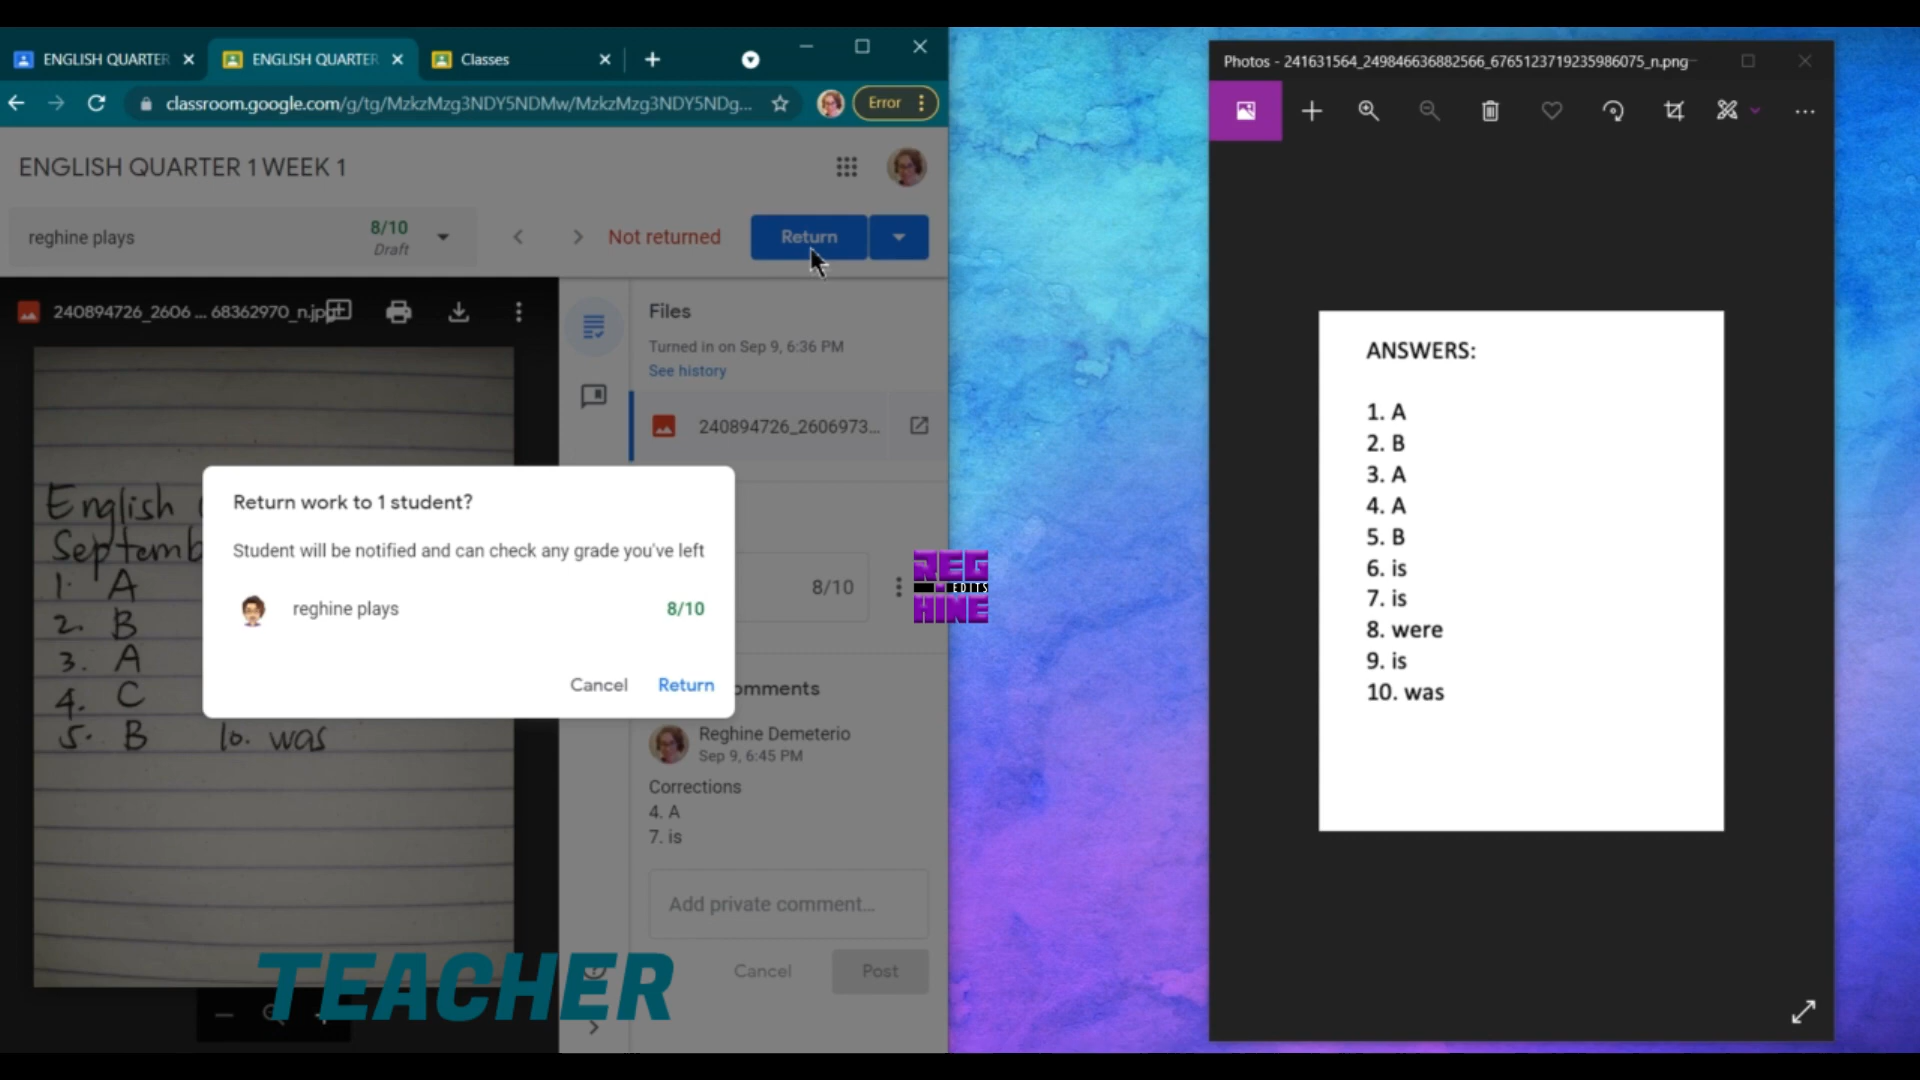 ENGLISH QUARTER
ENGLISH QUARTER
Classes
classroom.google.com/g/tg/MzkzMzg3NDY5NDMw/MzkzMzg3NDY5NDg...
Error
ENGLISH QUARTER 1 WEEK 1
reghine plays
8/10
Draft
Not returned
Return
240894726_2606 ... 68362970_n.jpg
Files
Turned in on Sep 9, 6:36 PM
See history
240894726_2606973...
English
Septemb
1. A
2. B
3. A
4. C
5. B
10. was
Return work to 1 student?
Student will be notified and can check any grade you've left
reghine plays
8/10
Cancel
Return
8/10
omments
Reghine Demeterio
Sep 9, 6:45 PM
Corrections
4. A
7. is
Add private comment...
Cancel
Post
TEACHER
REG
EDITS
HINE
Photos - 241631564_249846636882566_6765123719235986075_n.png
ANSWERS:
1. A
2. B
3. A
4. A
5. B
6. is
7. is
8. were
9. is
10. was